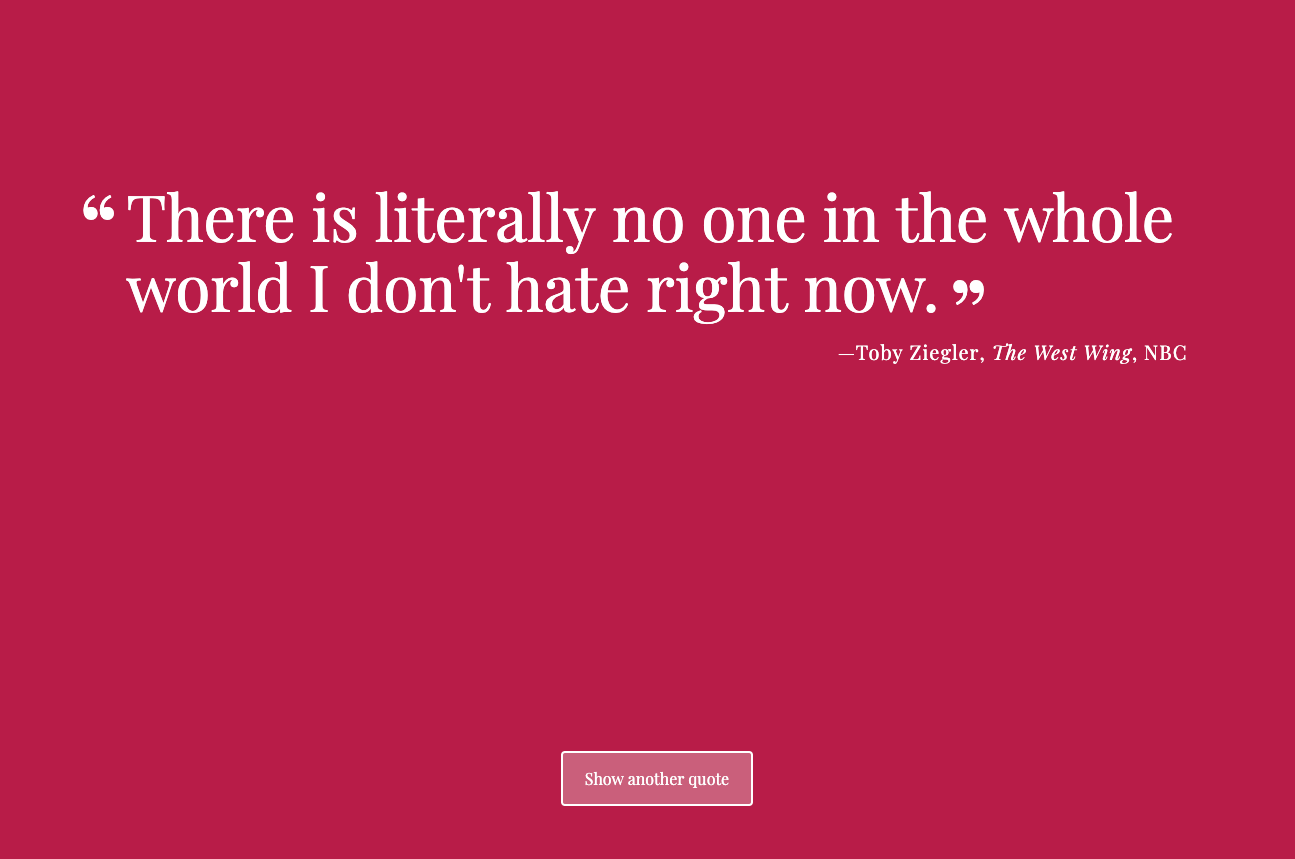 “There is literally no one in the whole
world I don't hate right now.”
—Toby Ziegler, The West Wing, NBC
Show another quote